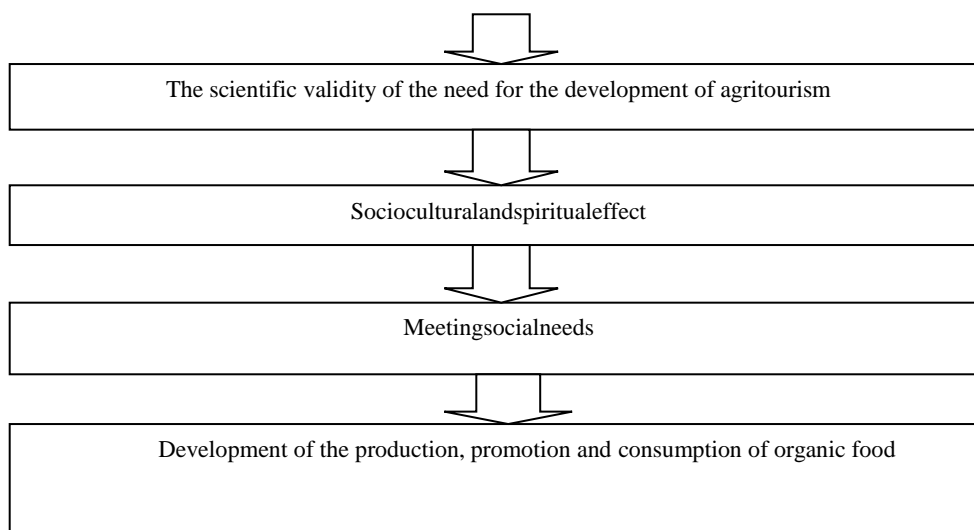 The scientific validity of the need for the development of agritourism
Socioculturalandspiritualeffect
Meetingsocialneeds
Development of the production, promotion and consumption of organic food